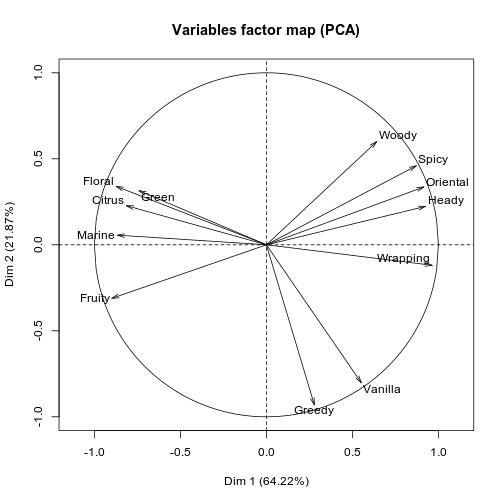 Variables factor map (PCA)
Woody
Spicy
Floral
Oriental
Green
Citrus
Heady
Marine
Wrapping
Fruity
Vanilla
Greedy
1.0
0.5
0.0
-0.5
-1.0
Dim 2 (21.87%)
-1.0 -0.5 0.0 0.5 1.0
Dim 1 (64.22%)